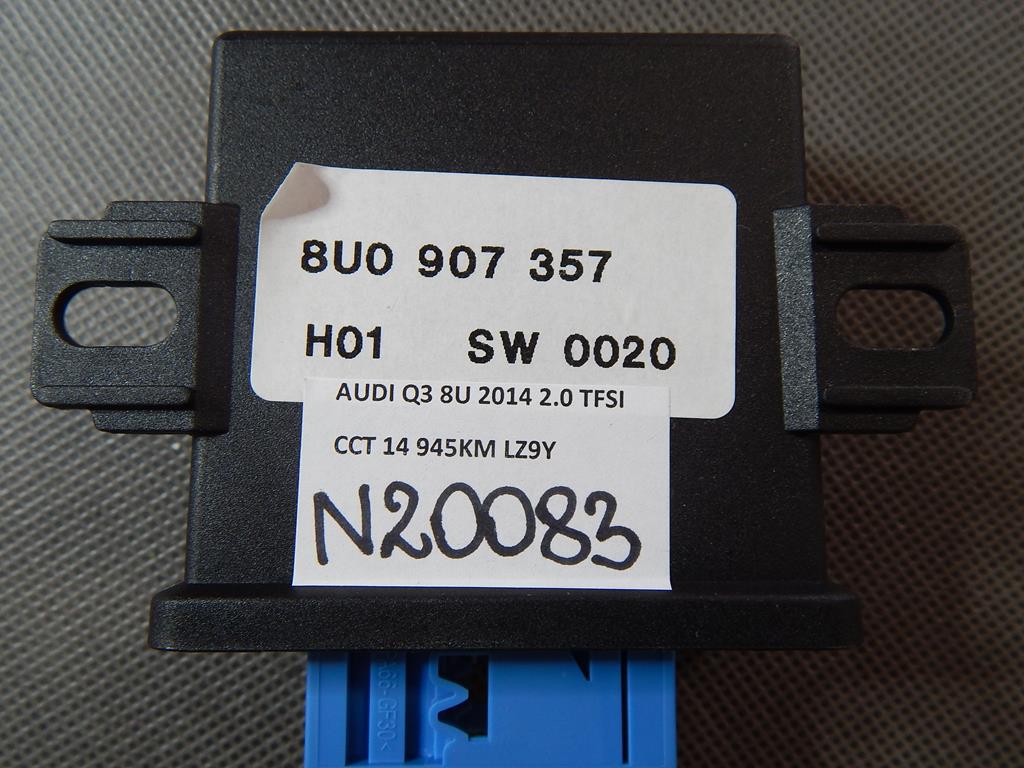 8U0 907 357
H01 SW 0020
AUDI Q3 8U 2014 2.0 TFSI
CCT 14 945KM LZ9Y
N20083